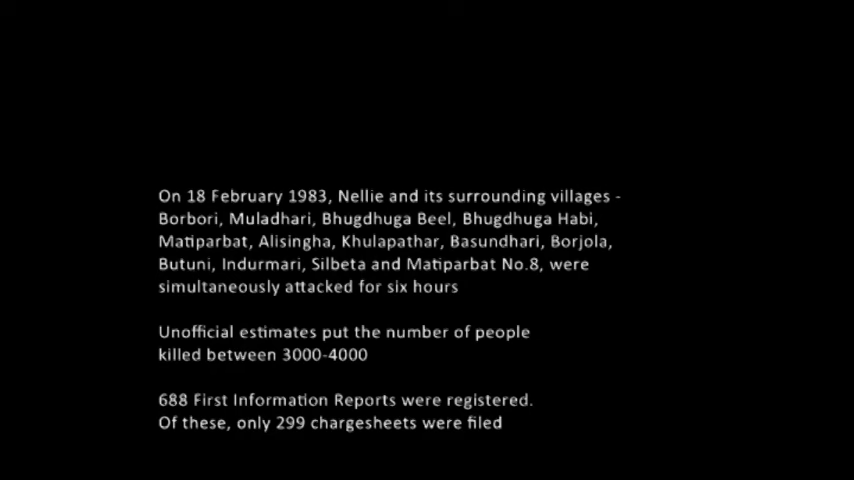 On 18 February 1983, Nellie and its surrounding villages -
Borbori, Muladhari, Bhugdhuga Beel, Bhugdhuga Habi,
Matiparbat, Alisingha, Khulapathar, Basundhari, Borjola,
Butuni, Indurmari, Silbeta and Matiparbat No.8, were
simultaneously attacked for six hours
Unofficial estimates put the number of people
killed between 3000-4000
688 First Information Reports were registered.
Of these, only 299 chargesheets were filed